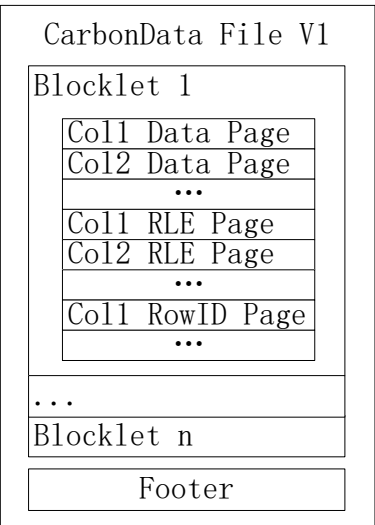 CarbonData File V1
Blocklet 1
Col1 Data Page
Col2 Data Page
...
Col1 RLE Page
Col2 RLE Page
...
Col1 RowID Page
...
...
Blocklet n
Footer